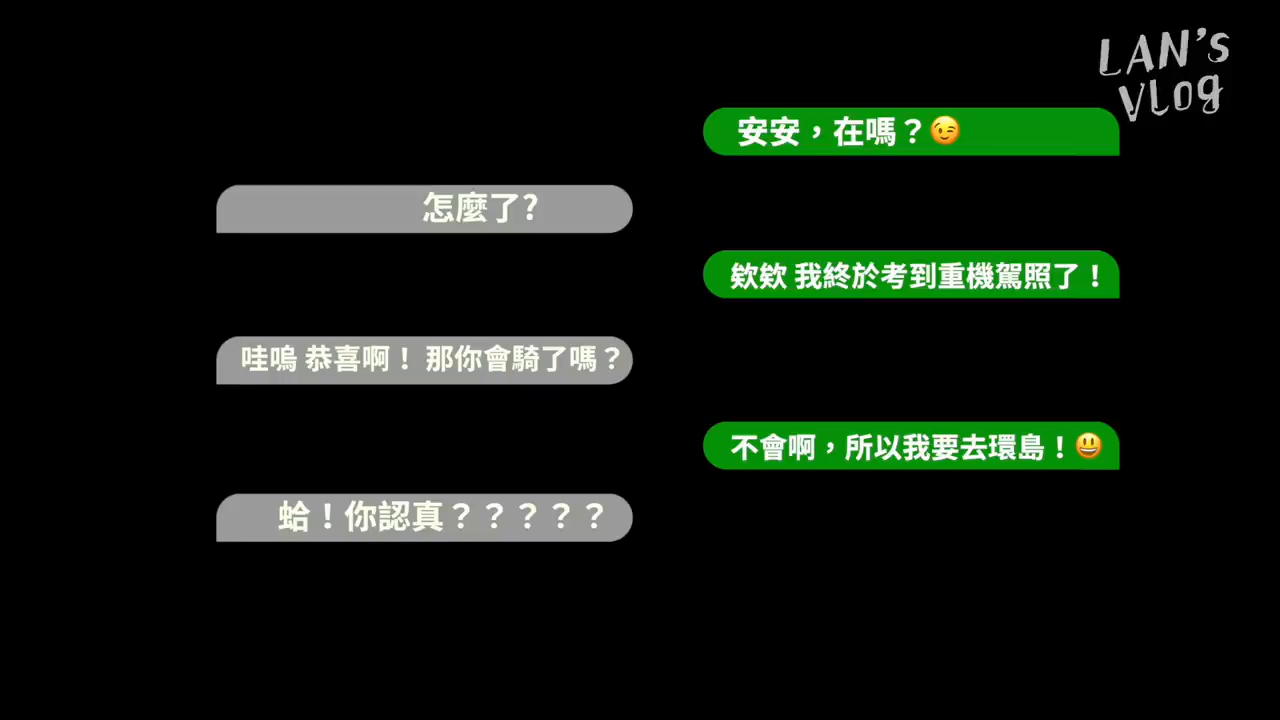 LAN's
VLog
安安，在嗎？😉
怎麼了?
欸欸 我終於考到重機駕照了！
哇嗚 恭喜啊！ 那你會騎了嗎？
不會啊，所以我要去環島！😃
蛤！你認真？？？？？